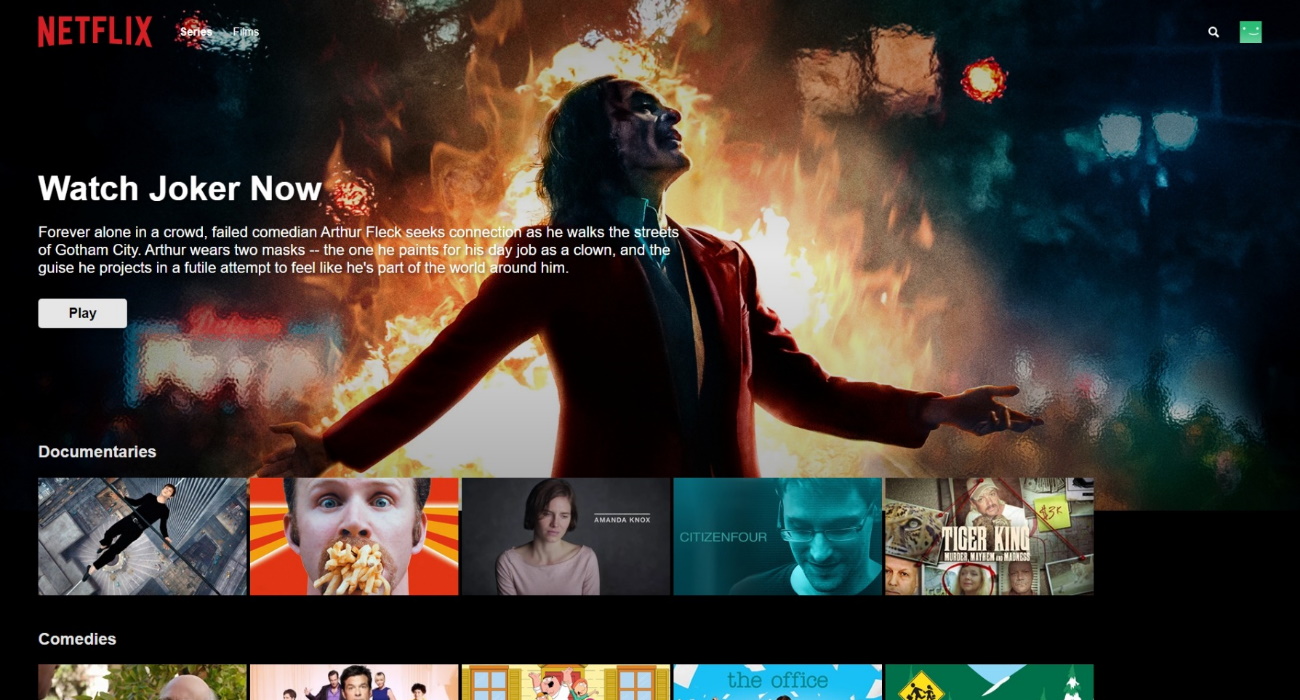 NETFLIX
Series Films
Watch Joker Now
Forever alone in a crowd, failed comedian Arthur Fleck seeks connection as he walks the streets
of Gotham City. Arthur wears two masks -- the one he paints for his day job as a clown, and the
guise he projects in a futile attempt to feel like he's part of the world around him.
Play
Documentaries
AMANDA KNOX
CITIZENFOUR
$3K
TIGER KING
MURDER, MAYHEM AND MADNESS
Comedies
the office